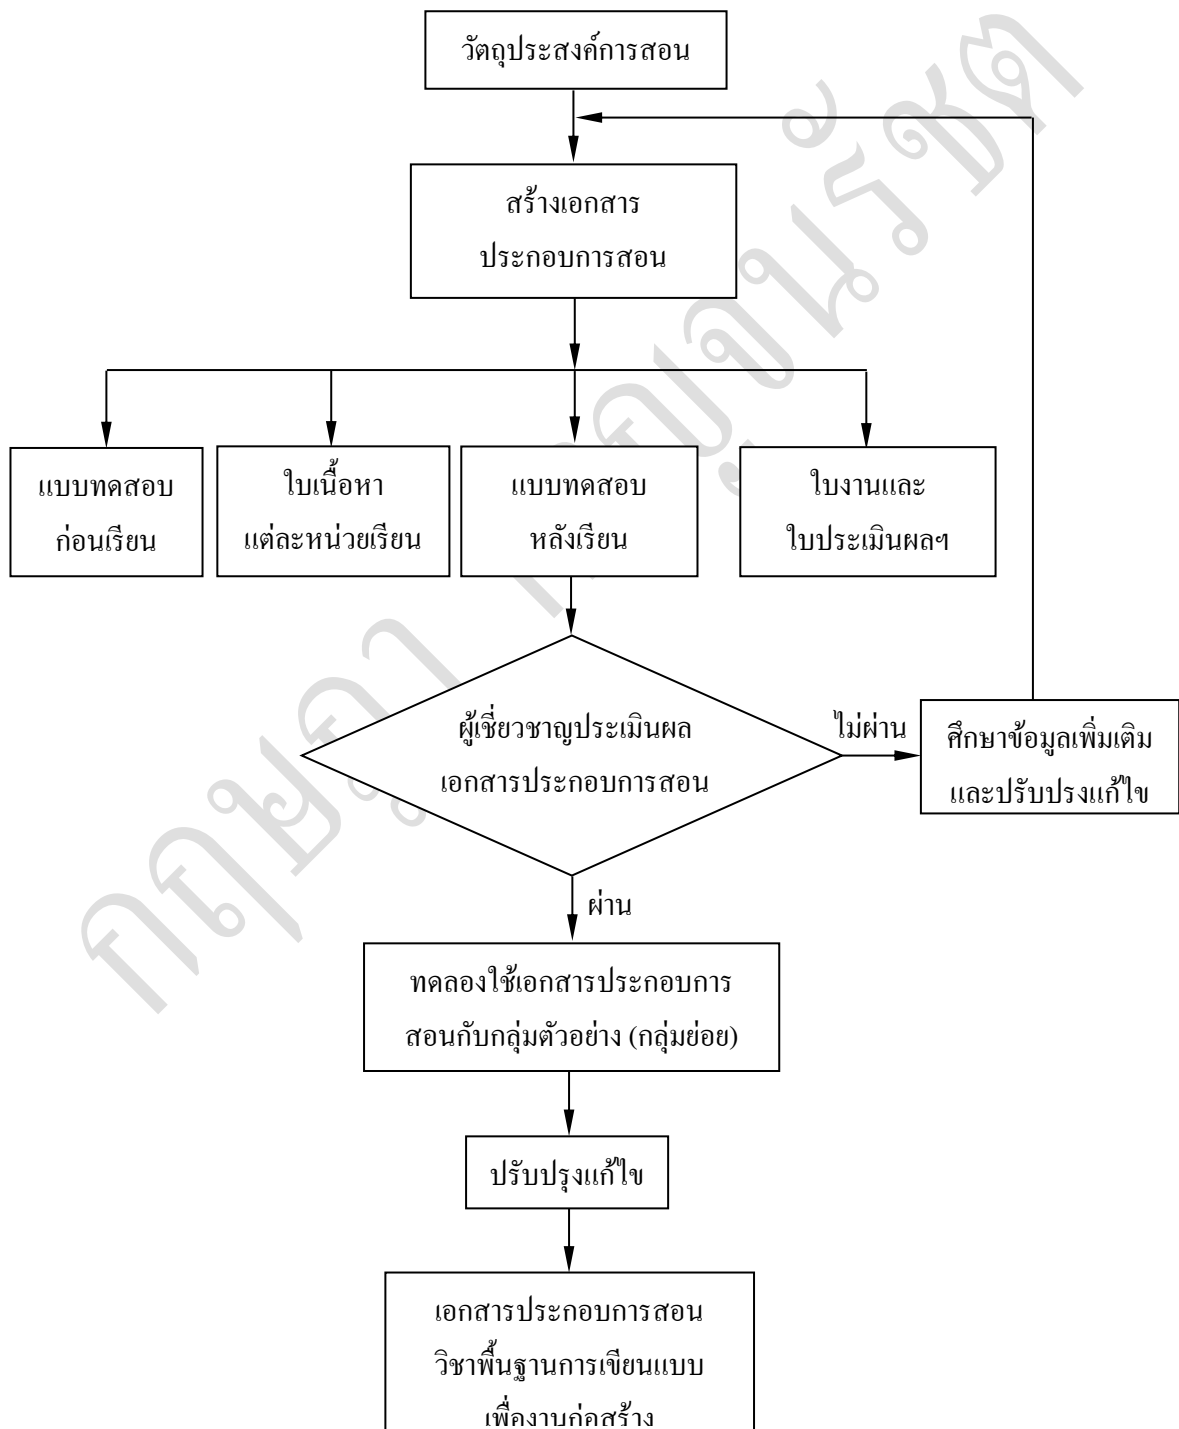 วัตถุประสงค์การสอน
สร้างเอกสาร
ประกอบการสอน
แบบทดสอบ
ก่อนเรียน
ใบเนื้อหา
แต่ละหน่วยเรียน
แบบทดสอบ
หลังเรียน
ใบงานและ
ใบประเมินผลฯ
ผู้เชี่ยวชาญประเมินผล
เอกสารประกอบการสอน
ไม่ผ่าน
ศึกษาข้อมูลเพิ่มเติม
และปรับปรงแก้ไข
ผ่าน
ทดลองใช้เอกสารประกอบการ
สอนกับกลุ่มตัวอย่าง (กลุ่มย่อย)
ปรับปรุงแก้ไข
เอกสารประกอบการสอน
วิชาพื้นฐานการเขียนแบบ
เพื่องานก่อสร้าง